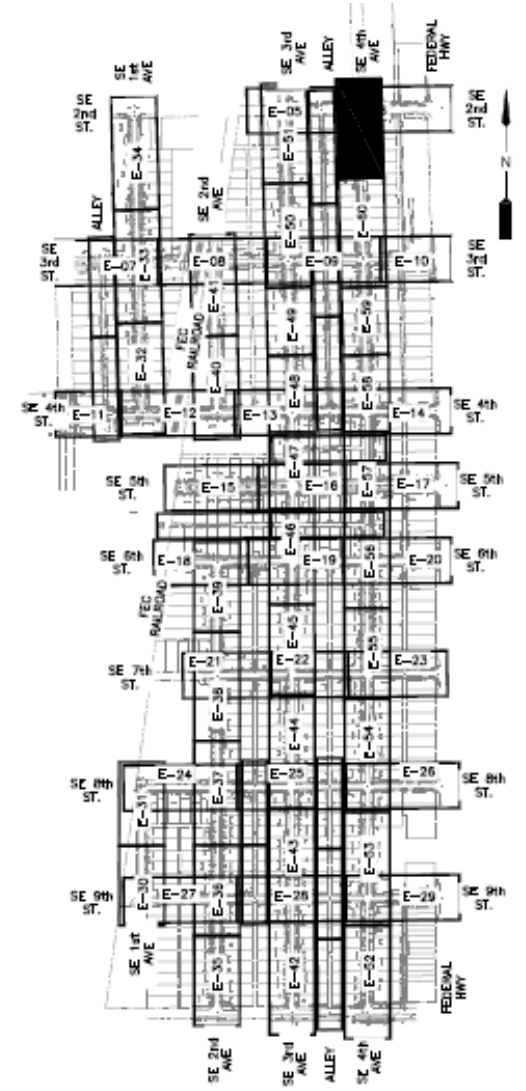 SE 1st AVE
SE 3rd AVE
ALLEY
SE 4th AVE
FEDERAL HWY
SE 2nd ST.
E-05
SE 2nd ST.
E-51
E-34
N
ALLEY
SE 2nd AVE
E-50
E-60
SE 3rd ST.
E-07
E-33
E-08
E-09
E-10
SE 3rd ST.
E-41
E-49
E-59
E-32
FEC RAILROAD
E-40
E-48
E-58
SE 4th ST.
E-11
E-12
E-13
E-14
SE 4th ST.
E-47
SE 5th ST.
E-15
E-16
E-57
E-17
SE 5th ST.
E-46
SE 6th ST.
E-18
E-19
E-56
E-20
SE 6th ST.
FEC RAILROAD
E-39
E-45
E-55
SE 7th ST.
E-21
E-22
E-23
E-38
E-44
E-54
SE 8th ST.
E-24
E-37
E-25
E-26
SE 8th ST.
E-31
E-43
E-53
SE 9th ST.
E-30
E-27
E-36
E-28
E-29
SE 9th ST.
SE 1st AVE
E-35
E-42
E-52
FEDERAL HWY
SE 2nd AVE
SE 3rd AVE
ALLEY
SE 4th AVE